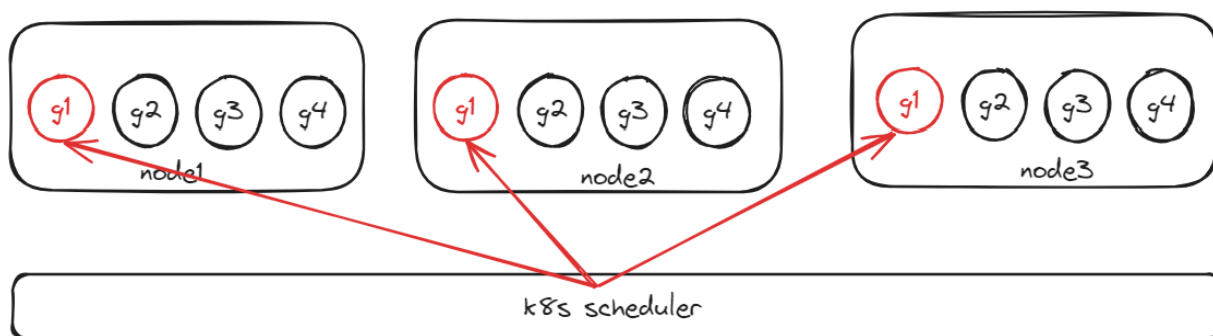 g1 g2 g3 g4
node1
g1 g2 g3 g4
node2
g1 g2 g3 g4
node3
k8s scheduler